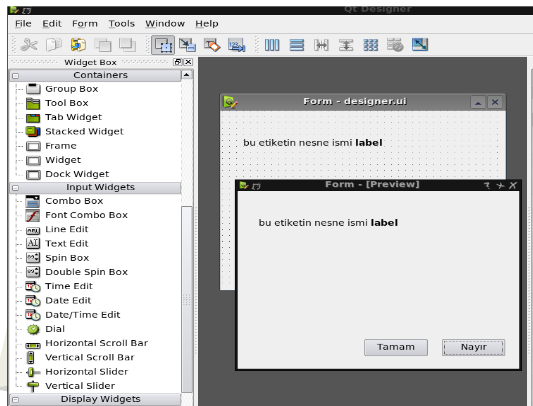 Qt Designer
File Edit Form Tools Window Help
Widget Box
Containers
Group Box
Tool Box
Tab Widget
Stacked Widget
Frame
Widget
Dock Widget
Input Widgets
Combo Box
Font Combo Box
Line Edit
Text Edit
Spin Box
Double Spin Box
Time Edit
Date Edit
Date/Time Edit
Dial
Horizontal Scroll Bar
Vertical Scroll Bar
Horizontal Slider
Vertical Slider
Display Widgets
Form - designer.ui
bu etiketin nesne ismi label
Form - [Preview]
bu etiketin nesne ismi label
Tamam Nayır